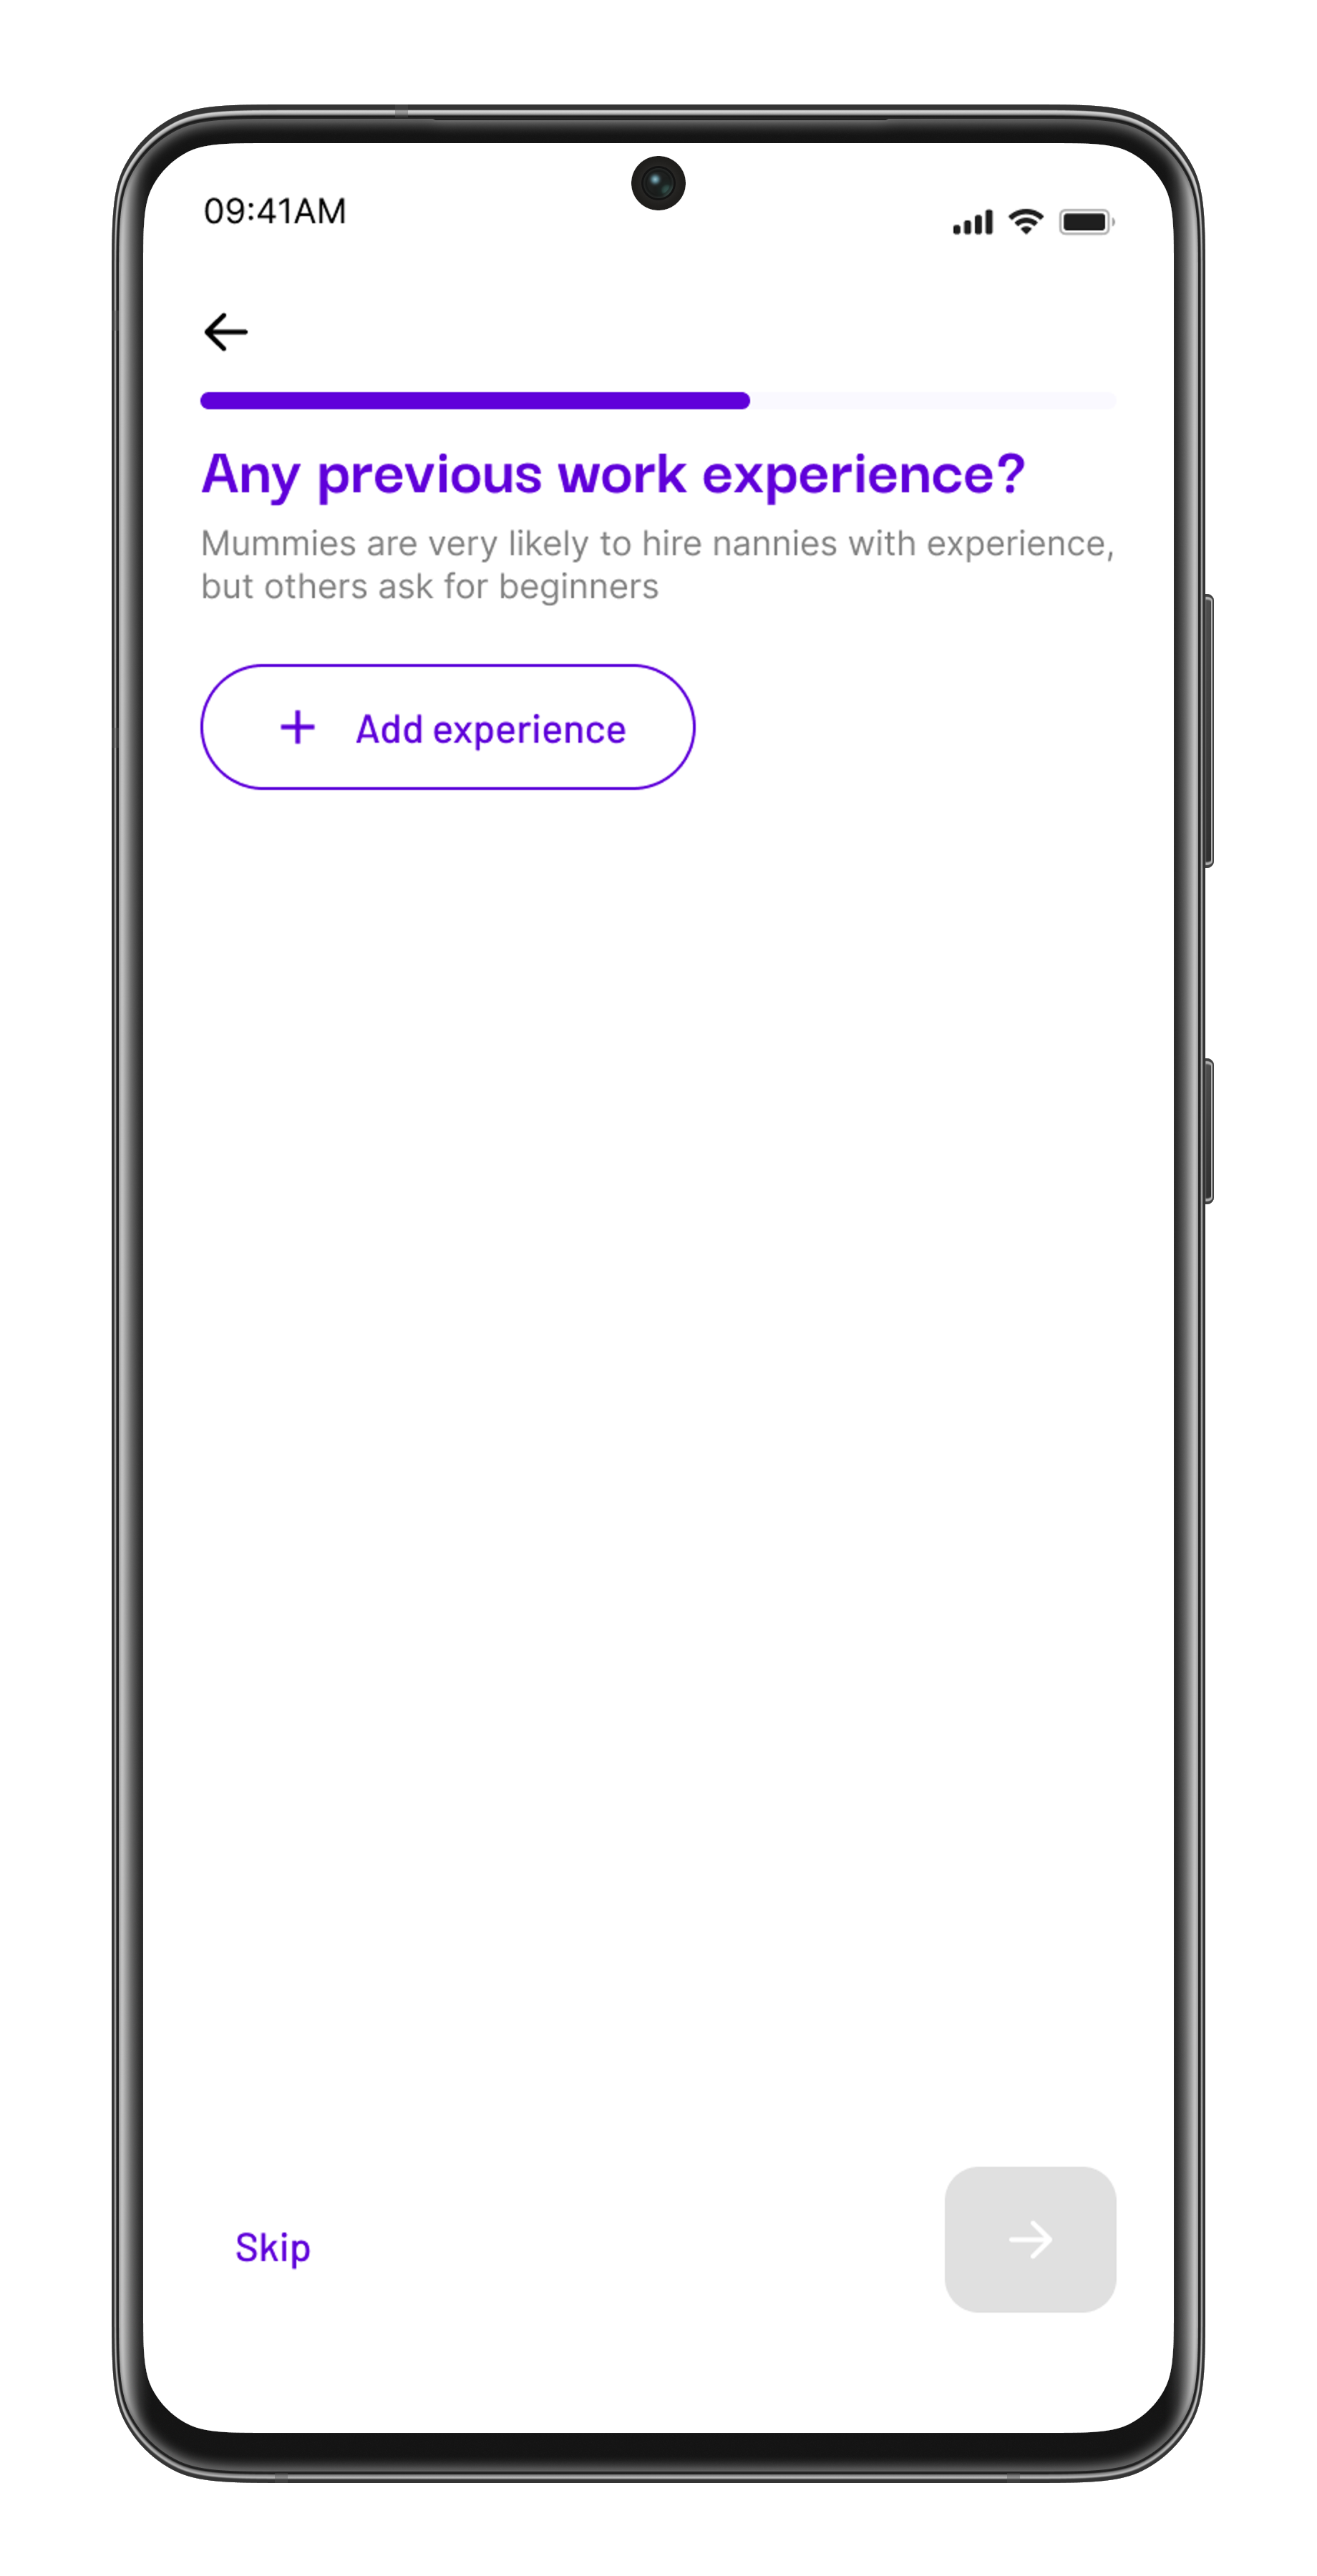 09:41AM
Any previous work experience?
Mummies are very likely to hire nannies with experience,
but others ask for beginners
+ Add experience
Skip